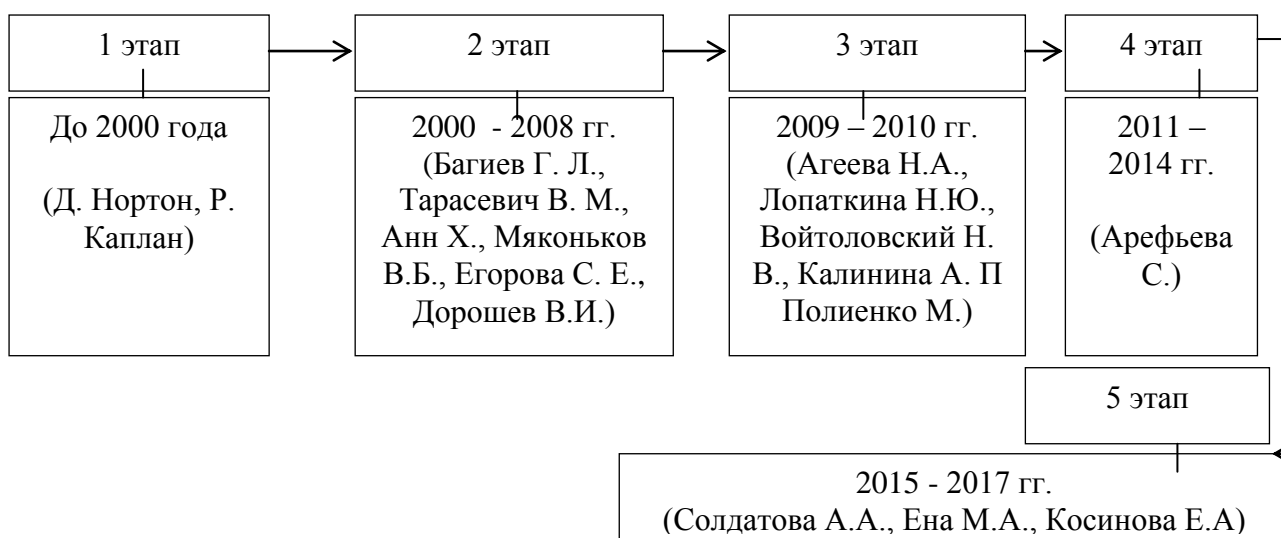 1 этап
До 2000 года
(Д. Нортон, Р.
Каплан)
2 этап
2000 - 2008 гг.
(Багиев Г. Л.,
Тарасевич В. М.,
Анн Х., Мяконьков
В.Б., Егорова С. Е.,
Дорошев В.И.)
3 этап
2009 – 2010 гг.
(Агеева Н.А.,
Лопаткина Н.Ю.,
Войтоловский Н.
В., Калинина А. П
Полиенко М.)
4 этап
2011 –
2014 гг.
(Арефьева
С.)
5 этап
2015 - 2017 гг.
(Солдатова А.А., Ена М.А., Косинова Е.А)